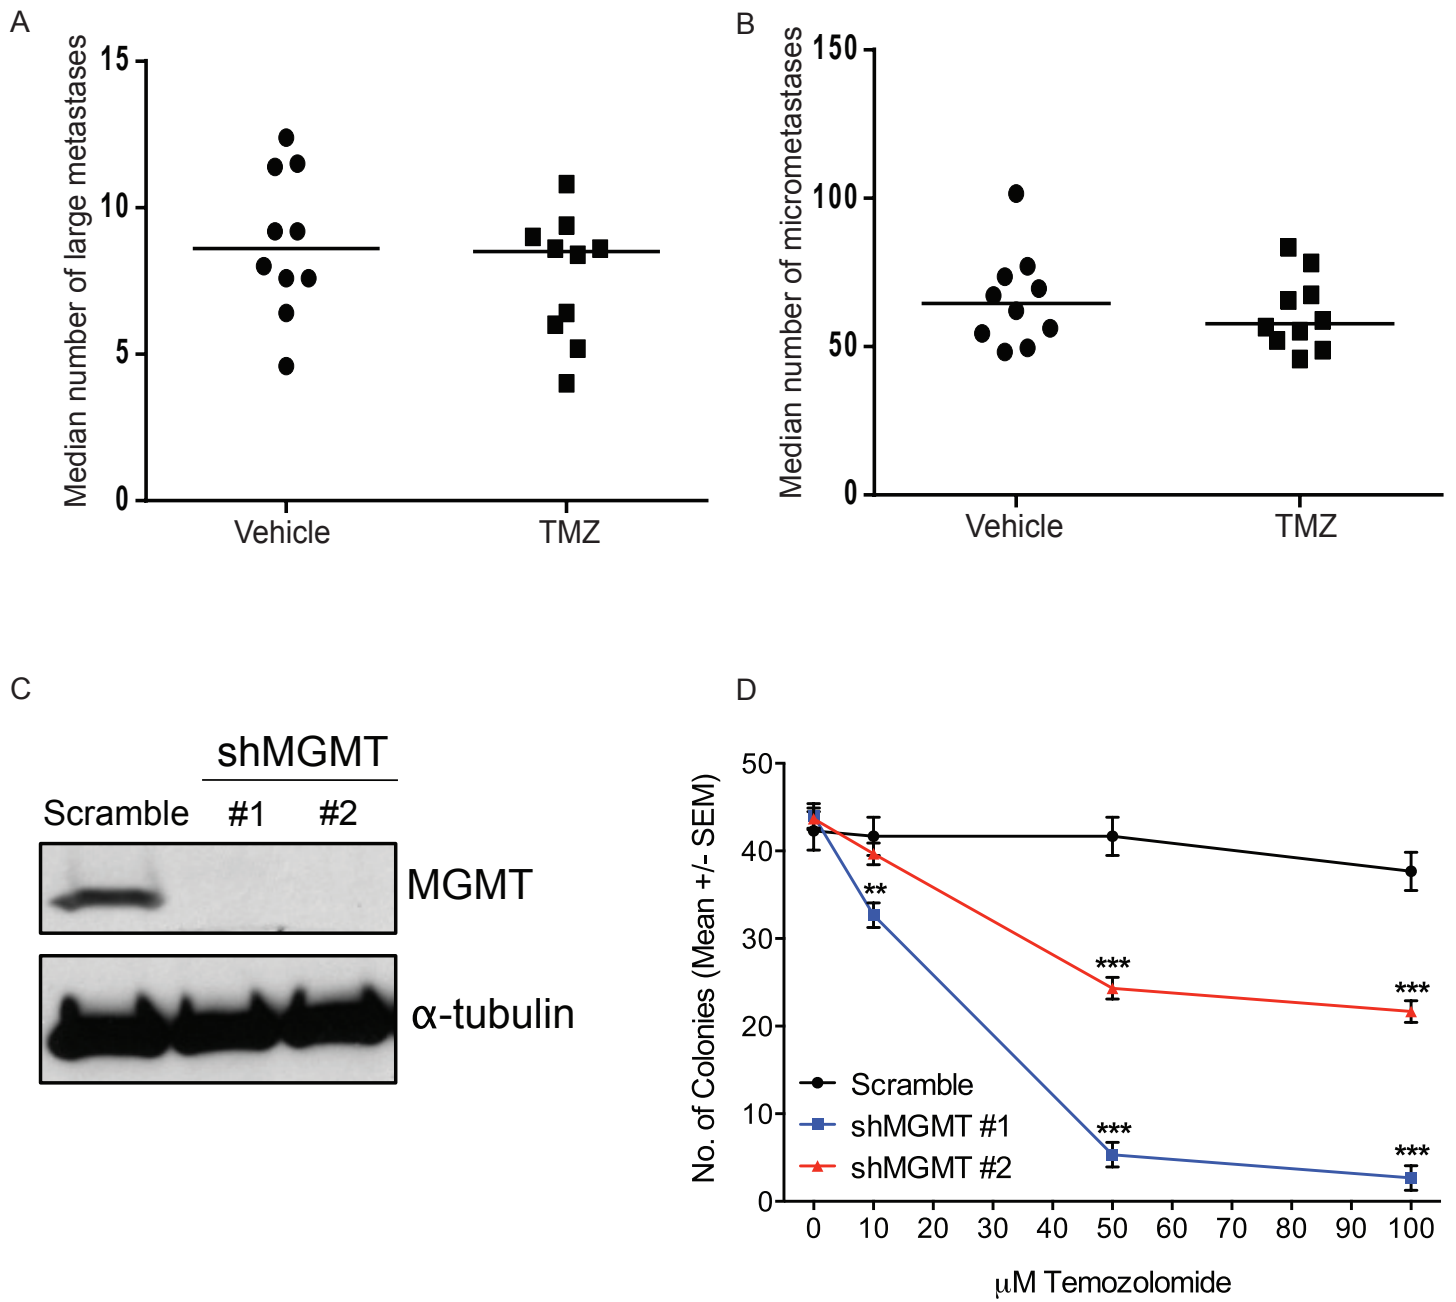 A
Median number of large metastases
15
10
5
0
Vehicle
TMZ
B
Median number of micrometastases
150
100
50
0
Vehicle
TMZ
C
shMGMT
Scramble #1 #2
MGMT
α-tubulin
D
No. of Colonies (Mean +/- SEM)
50
40
30
20
10
0
**
***
***
***
***
Scramble
shMGMT #1
shMGMT #2
0 10 20 30 40 50 60 70 80 90 100
μM Temozolomide